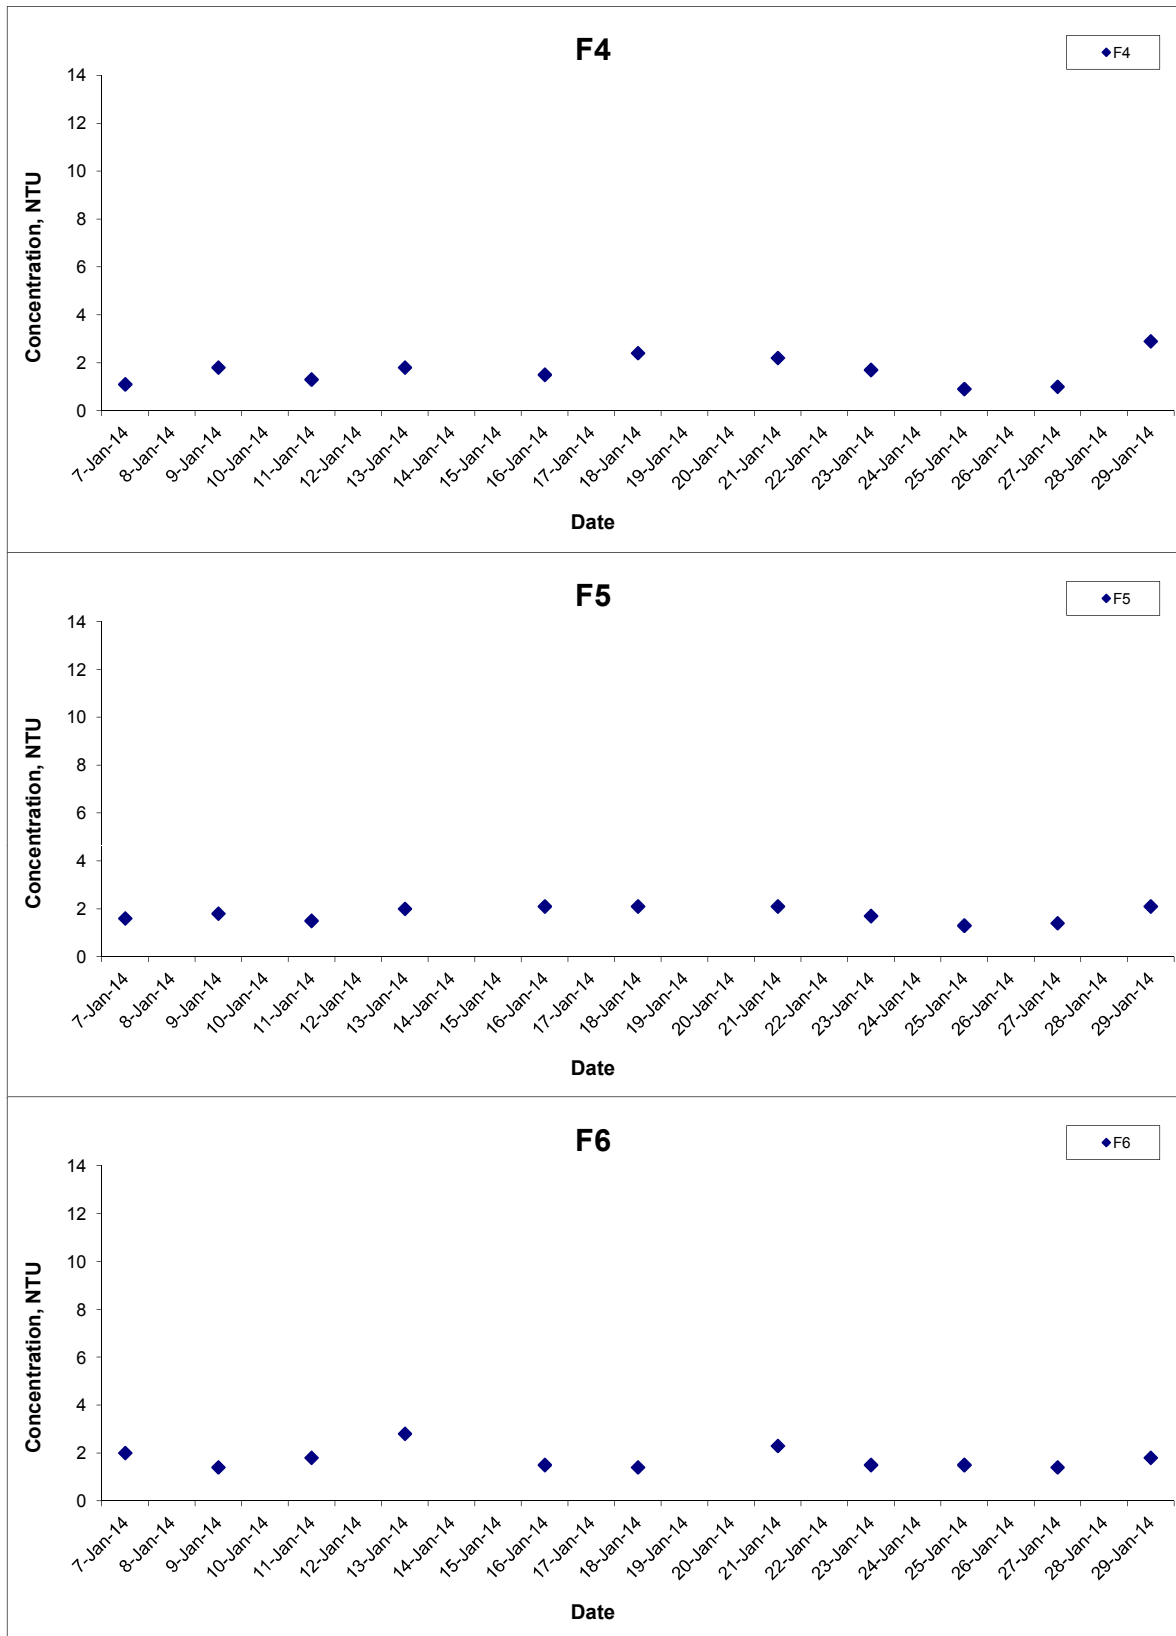 F4
F4
14
12
10
8
6
4
2
0
Concentration, NTU
7-Jan-14
8-Jan-14
9-Jan-14
10-Jan-14
11-Jan-14
12-Jan-14
13-Jan-14
14-Jan-14
15-Jan-14
16-Jan-14
17-Jan-14
18-Jan-14
19-Jan-14
20-Jan-14
21-Jan-14
22-Jan-14
23-Jan-14
24-Jan-14
25-Jan-14
26-Jan-14
27-Jan-14
28-Jan-14
29-Jan-14
Date
F5
F5
14
12
10
8
6
4
2
0
Concentration, NTU
7-Jan-14
8-Jan-14
9-Jan-14
10-Jan-14
11-Jan-14
12-Jan-14
13-Jan-14
14-Jan-14
15-Jan-14
16-Jan-14
17-Jan-14
18-Jan-14
19-Jan-14
20-Jan-14
21-Jan-14
22-Jan-14
23-Jan-14
24-Jan-14
25-Jan-14
26-Jan-14
27-Jan-14
28-Jan-14
29-Jan-14
Date
F6
F6
14
12
10
8
6
4
2
0
Concentration, NTU
7-Jan-14
8-Jan-14
9-Jan-14
10-Jan-14
11-Jan-14
12-Jan-14
13-Jan-14
14-Jan-14
15-Jan-14
16-Jan-14
17-Jan-14
18-Jan-14
19-Jan-14
20-Jan-14
21-Jan-14
22-Jan-14
23-Jan-14
24-Jan-14
25-Jan-14
26-Jan-14
27-Jan-14
28-Jan-14
29-Jan-14
Date